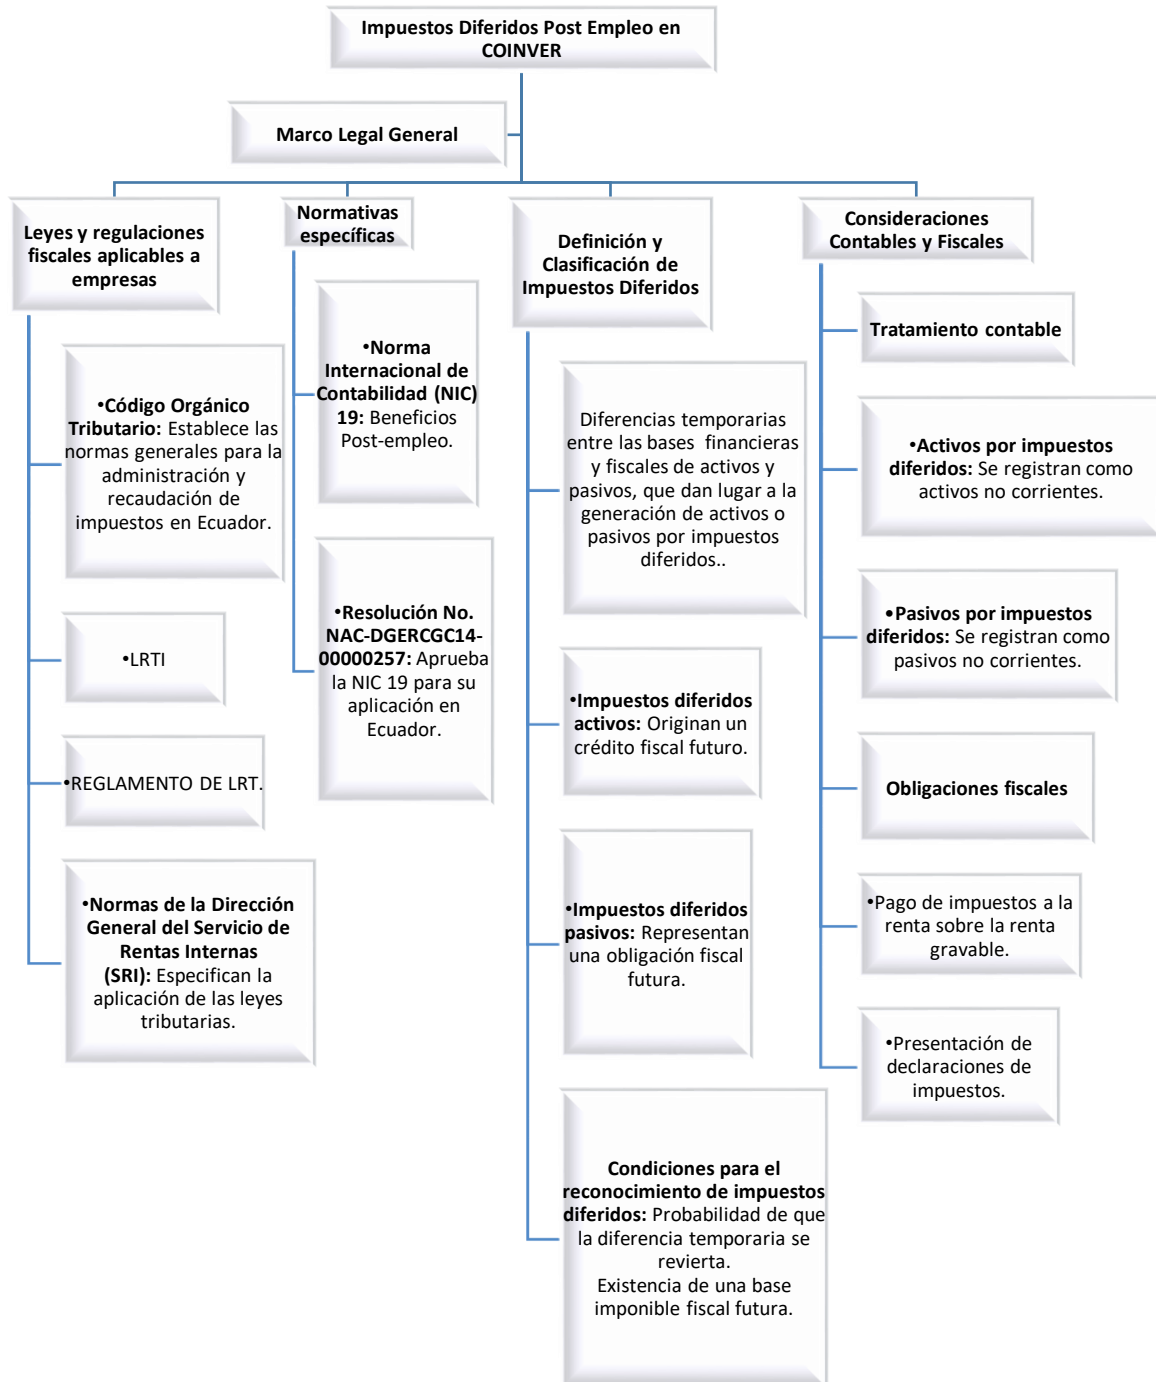 Impuestos Diferidos Post Empleo en
COINVER
Marco Legal General
Leyes y regulaciones
fiscales aplicables a
empresas
•Código Orgánico
Tributario: Establece las
normas generales para la
administración y
recaudación de
impuestos en Ecuador.
•LRTI
•REGLAMENTO DE LRT.
•Normas de la Dirección
General del Servicio de
Rentas Internas
(SRI): Especifican la
aplicación de las leyes
tributarias.
Normativas
específicas
•Norma
Internacional de
Contabilidad (NIC)
19: Beneficios
Post-empleo.
•Resolución No.
NAC-DGERCGC14-
00000257: Aprueba
la NIC 19 para su
aplicación en
Ecuador.
Definición y
Clasificación de
Impuestos Diferidos
Diferencias temporarias
entre las bases  financieras
y fiscales de activos y
pasivos, que dan lugar a la
generación de activos o
pasivos por impuestos
diferidos..
•Impuestos diferidos
activos: Originan un
crédito fiscal futuro.
•Impuestos diferidos
pasivos: Representan
una obligación fiscal
futura.
Condiciones para el
reconocimiento de impuestos
diferidos: Probabilidad de que
la diferencia temporaria se
revierta.
Existencia de una base
imponible fiscal futura.
Consideraciones
Contables y Fiscales
Tratamiento contable
•Activos por impuestos
diferidos: Se registran como
activos no corrientes.
•Pasivos por impuestos
diferidos: Se registran como
pasivos no corrientes.
Obligaciones fiscales
•Pago de impuestos a la
renta sobre la renta
gravable.
•Presentación de
declaraciones de
impuestos.